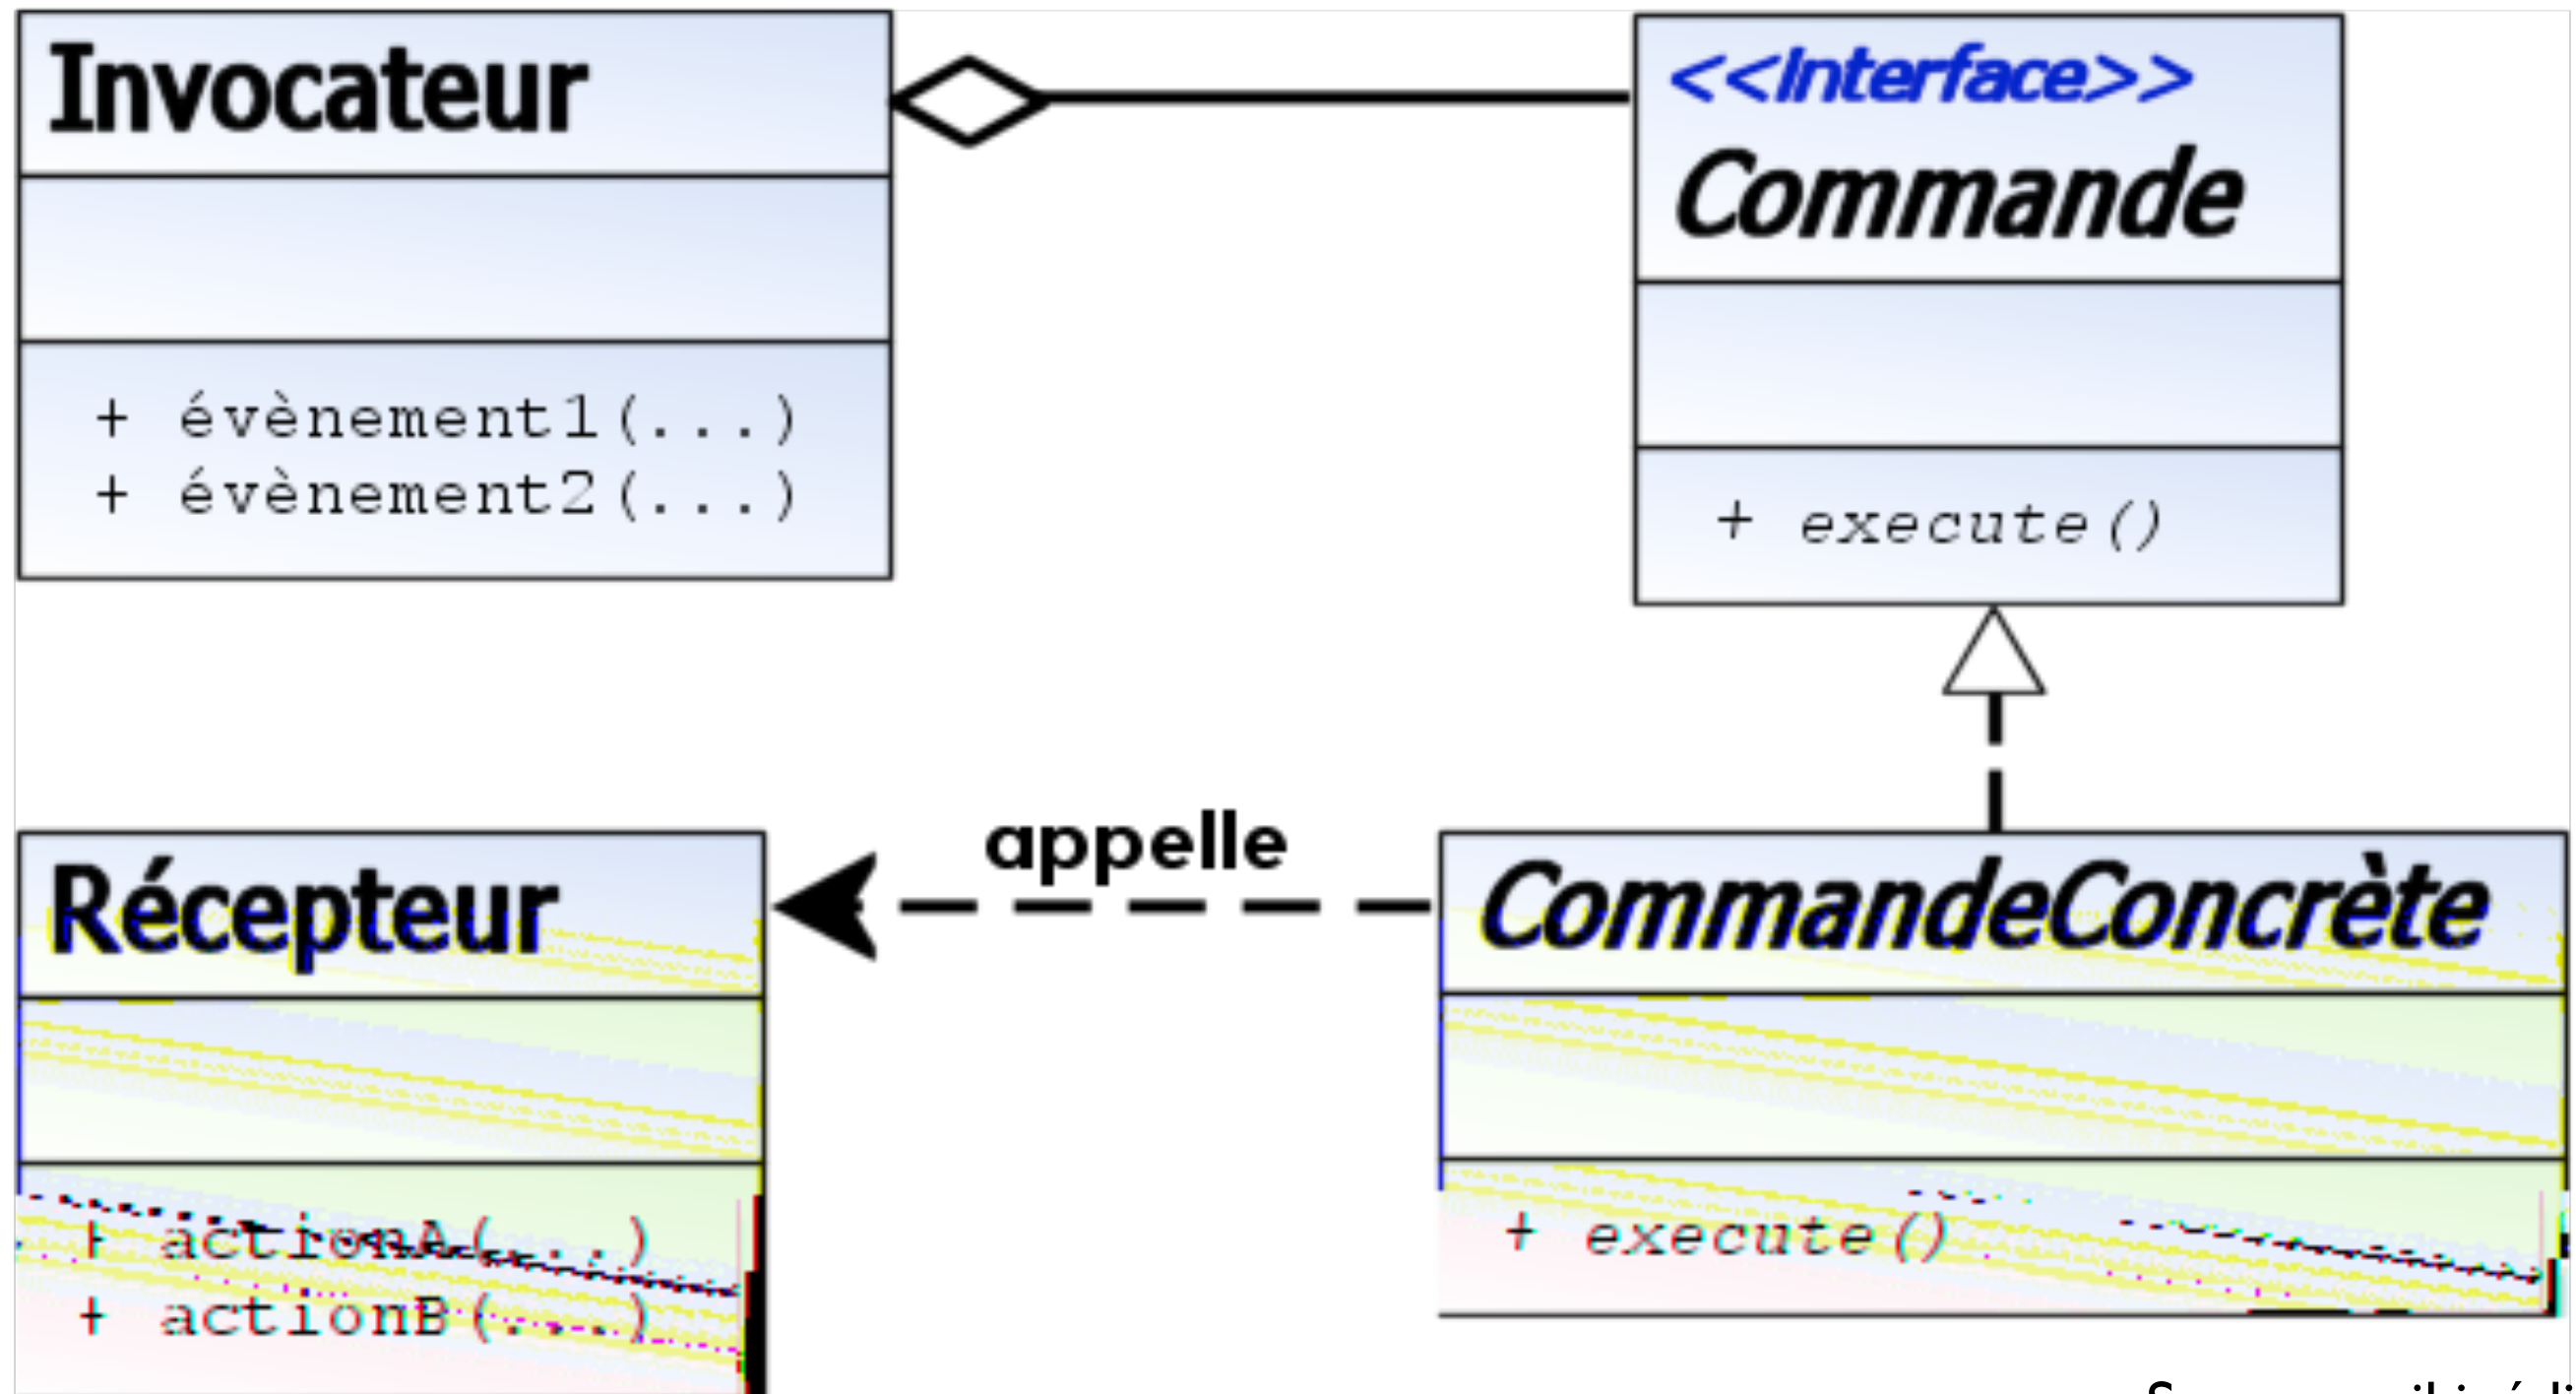 Invocateur
+ évènement1(...)
+ évènement2(...)
<<Interface>>
Commande
+ execute()
appelle
Récepteur
+ actionA(...)
+ actionB(...)
CommandeConcrète
+ execute()